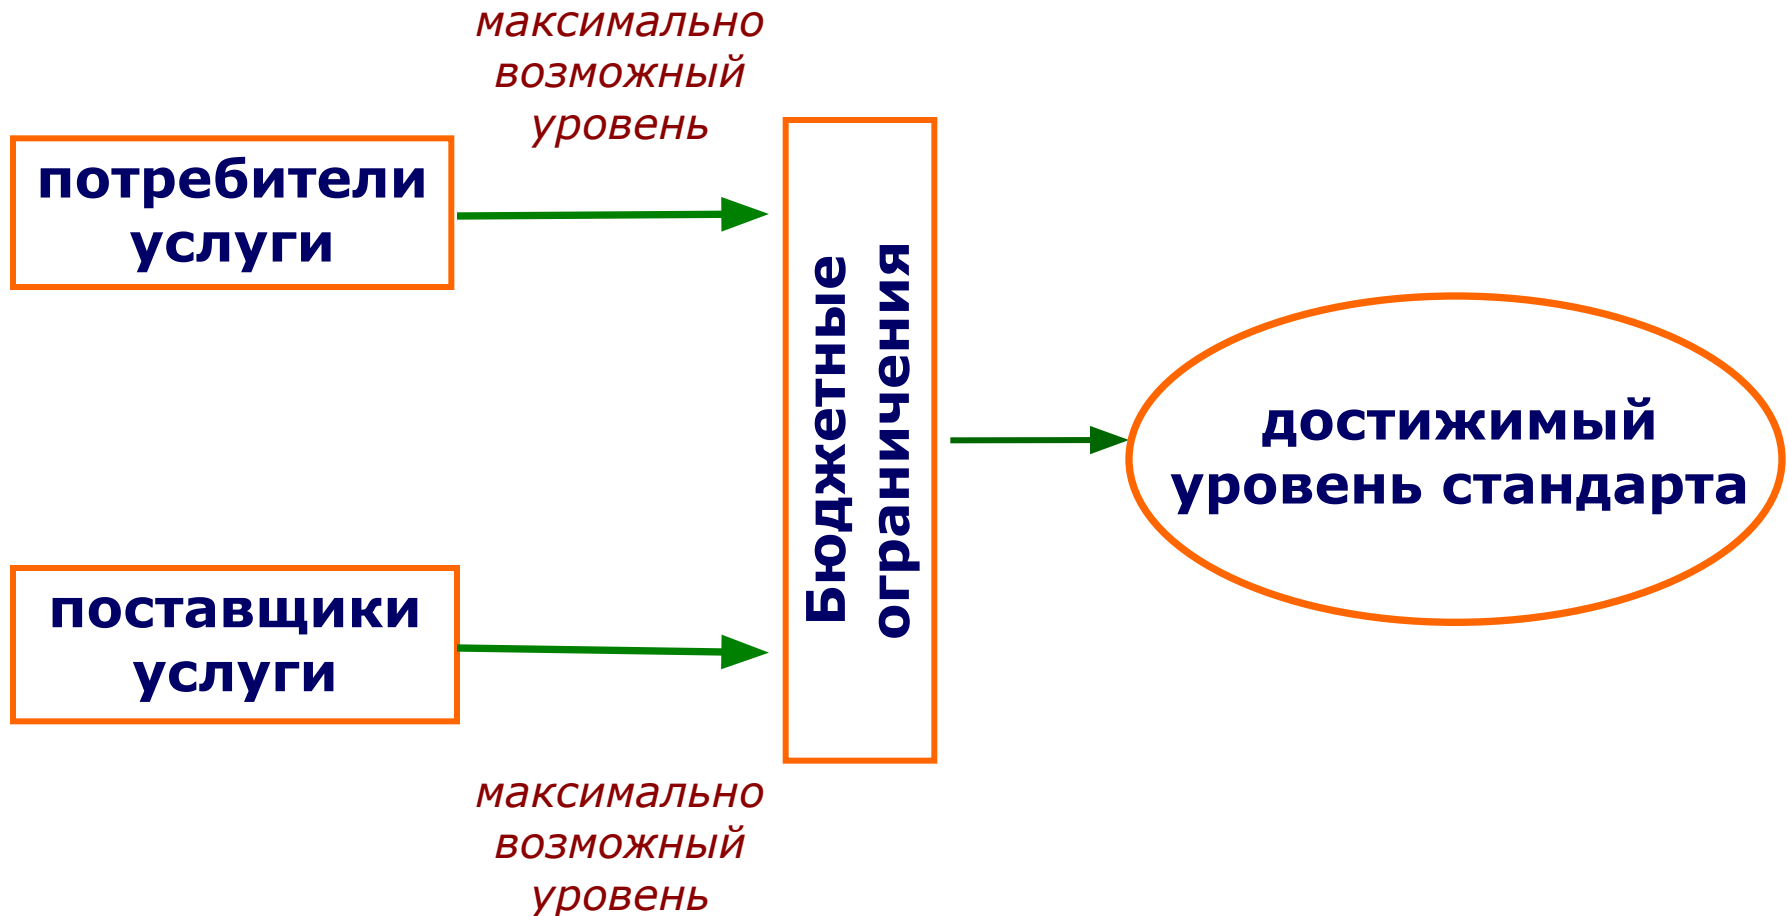 максимально
возможный
уровень
потребители
услуги
Бюджетные
ограничения
достижимый
уровень стандарта
поставщики
услуги
максимально
возможный
уровень